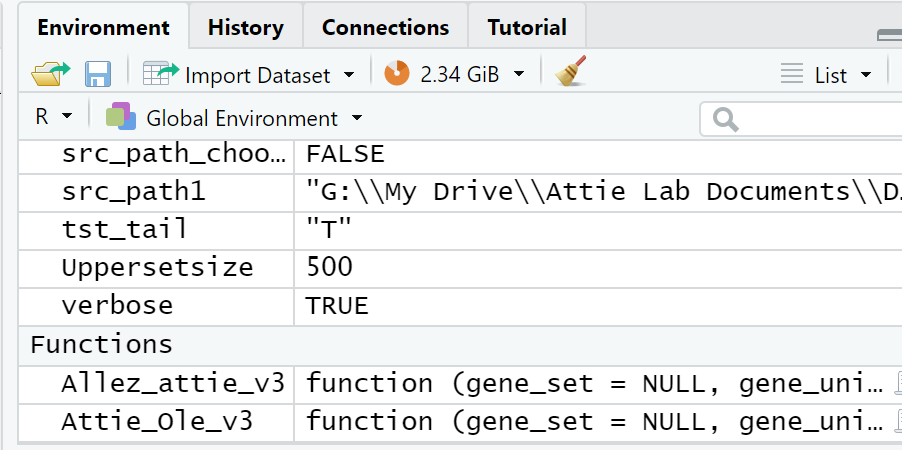 Environment History Connections Tutorial
Import Dataset 2.34 GiB List
R Global Environment
src_path_choo… FALSE
src_path1 "G:\\My Drive\\Attie Lab Documents\\D
tst_tail "T"
Uppersetsize 500
verbose TRUE
Functions
Allez_attie_v3 function (gene_set = NULL, gene_uni…
Attie_Ole_v3 function (gene_set = NULL, gene_uni…